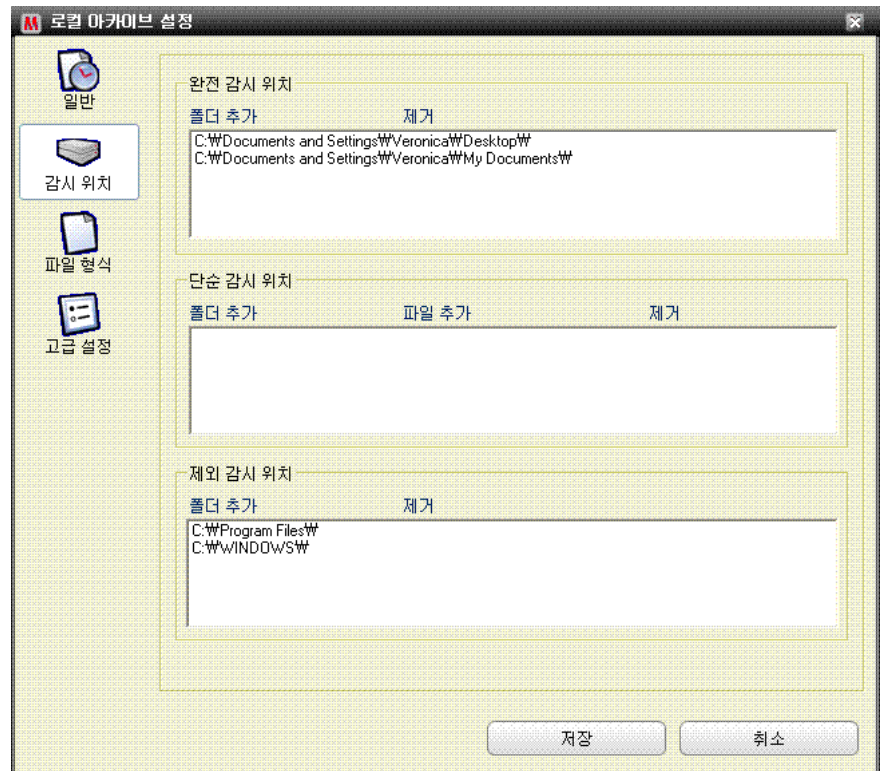 로컬 아카이브 설정
일반
감시 위치
파일 형식
고급 설정
완전 감시 위치
폴더 추가 제거
C:₩Documents and Settings₩Veronica₩Desktop₩
C:₩Documents and Settings₩Veronica₩My Documents₩
단순 감시 위치
폴더 추가 파일 추가 제거
제외 감시 위치
폴더 추가 제거
C:₩Program Files₩
C:₩WINDOWS₩
저장 취소